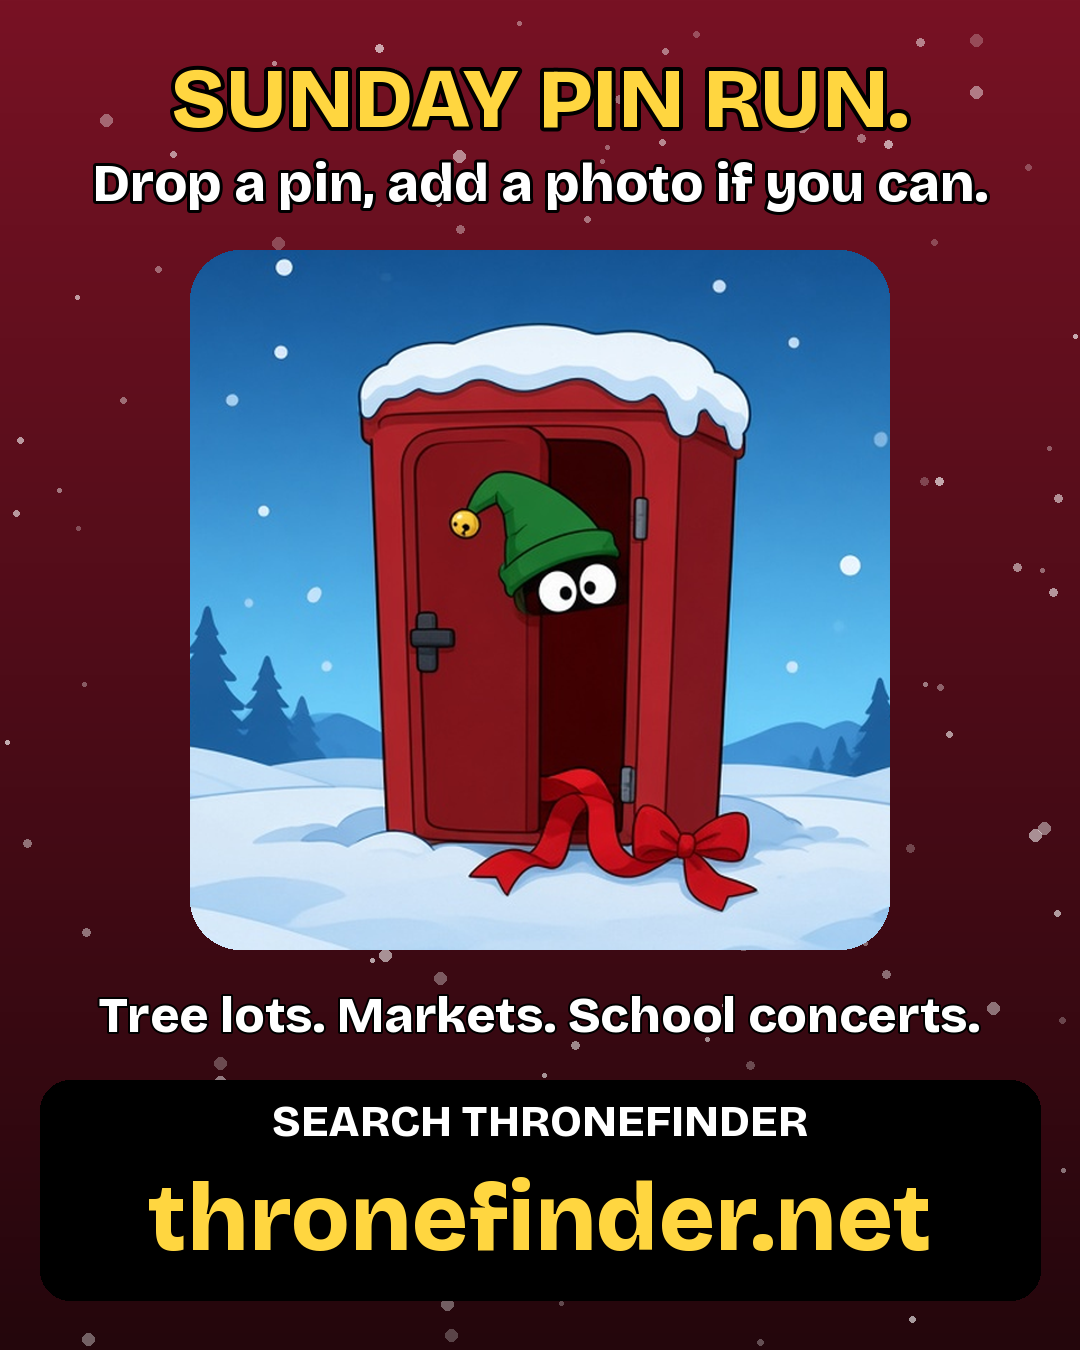 SUNDAY PIN RUN.
Drop a pin, add a photo if you can.
Tree lots. Markets. School concerts.
SEARCH THRONEFINDER
thronefinder.net